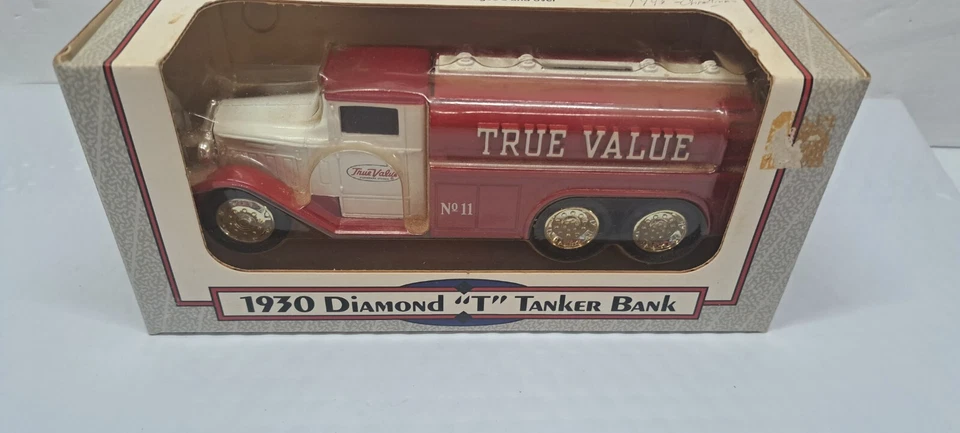 TRUE VALUE
True Value
Nº 11
1930 DIAMOND "T" TANKER BANK